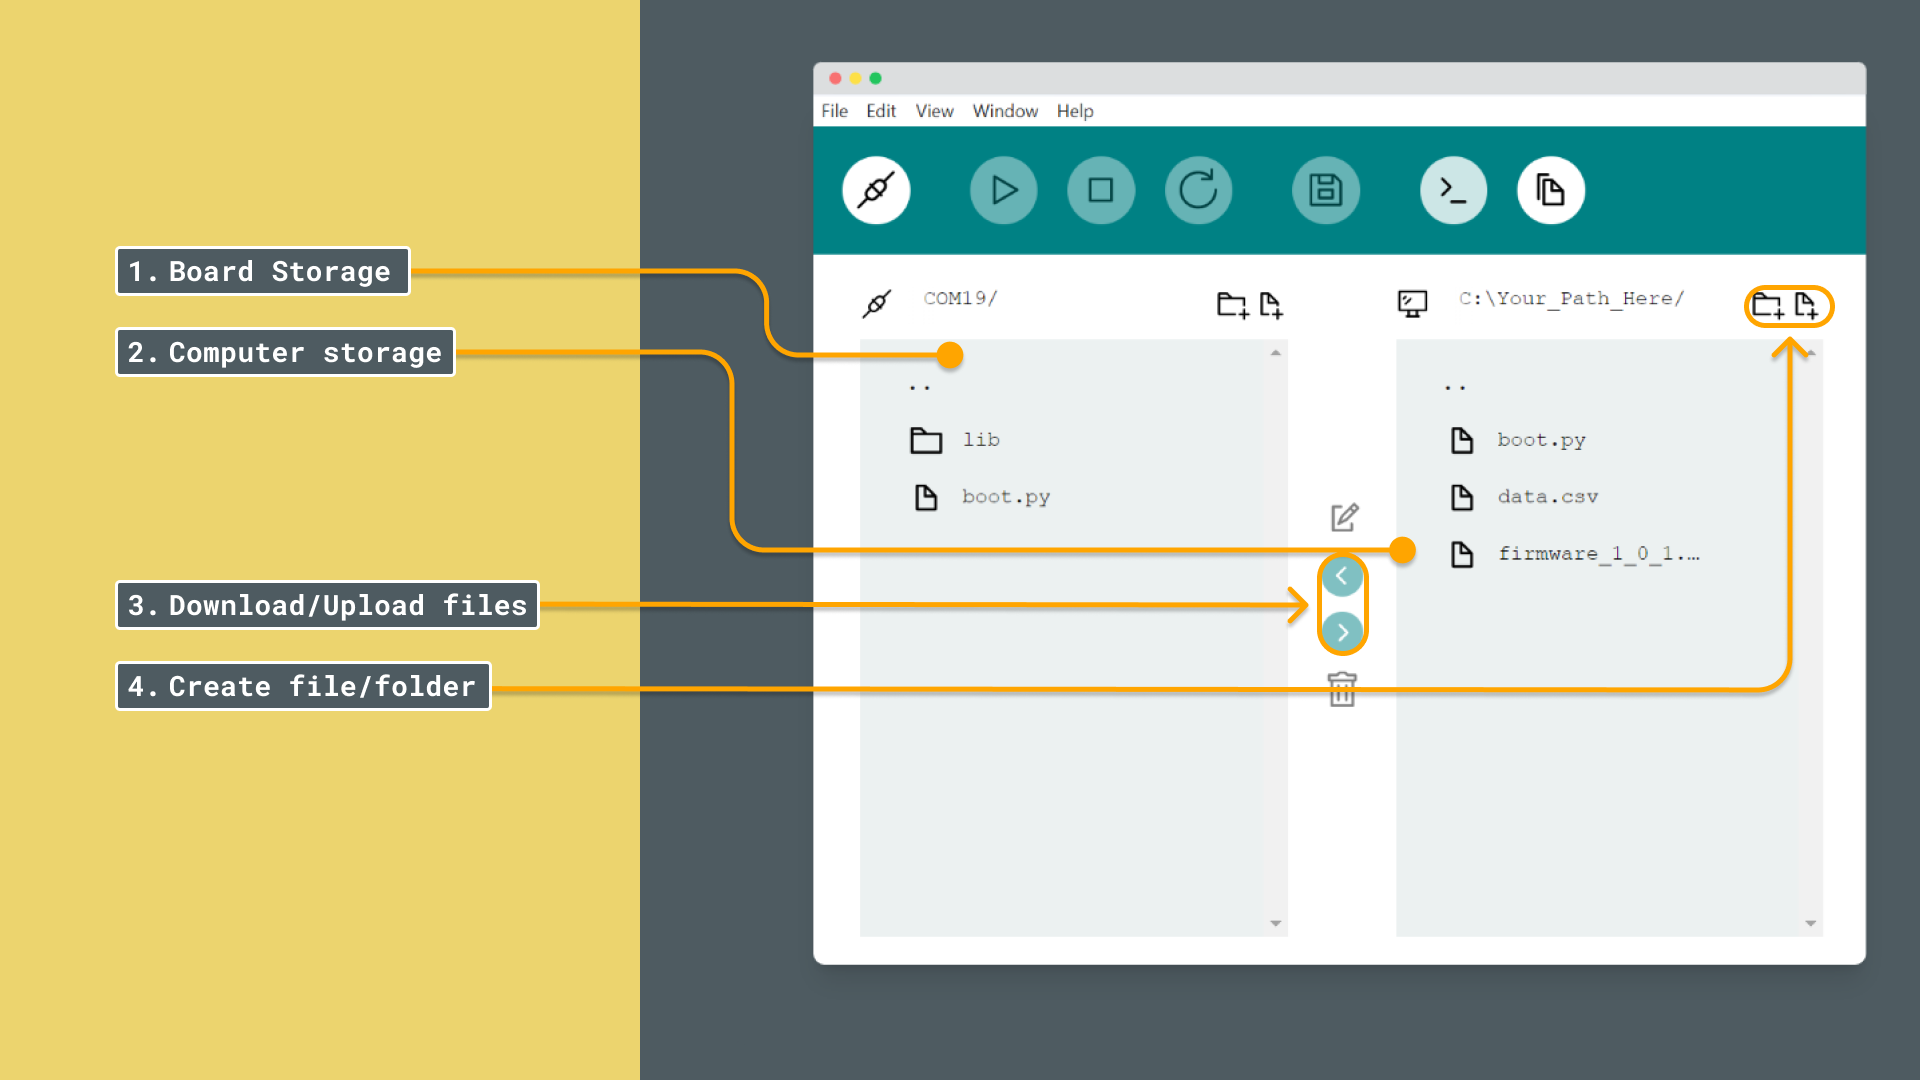 1. Board Storage
2. Computer storage
3. Download/Upload files
4. Create file/folder
File Edit View Window Help
COM19/
..
lib
boot.py
C:\Your_Path_Here/
..
boot.py
data.csv
firmware_1_0_1.…